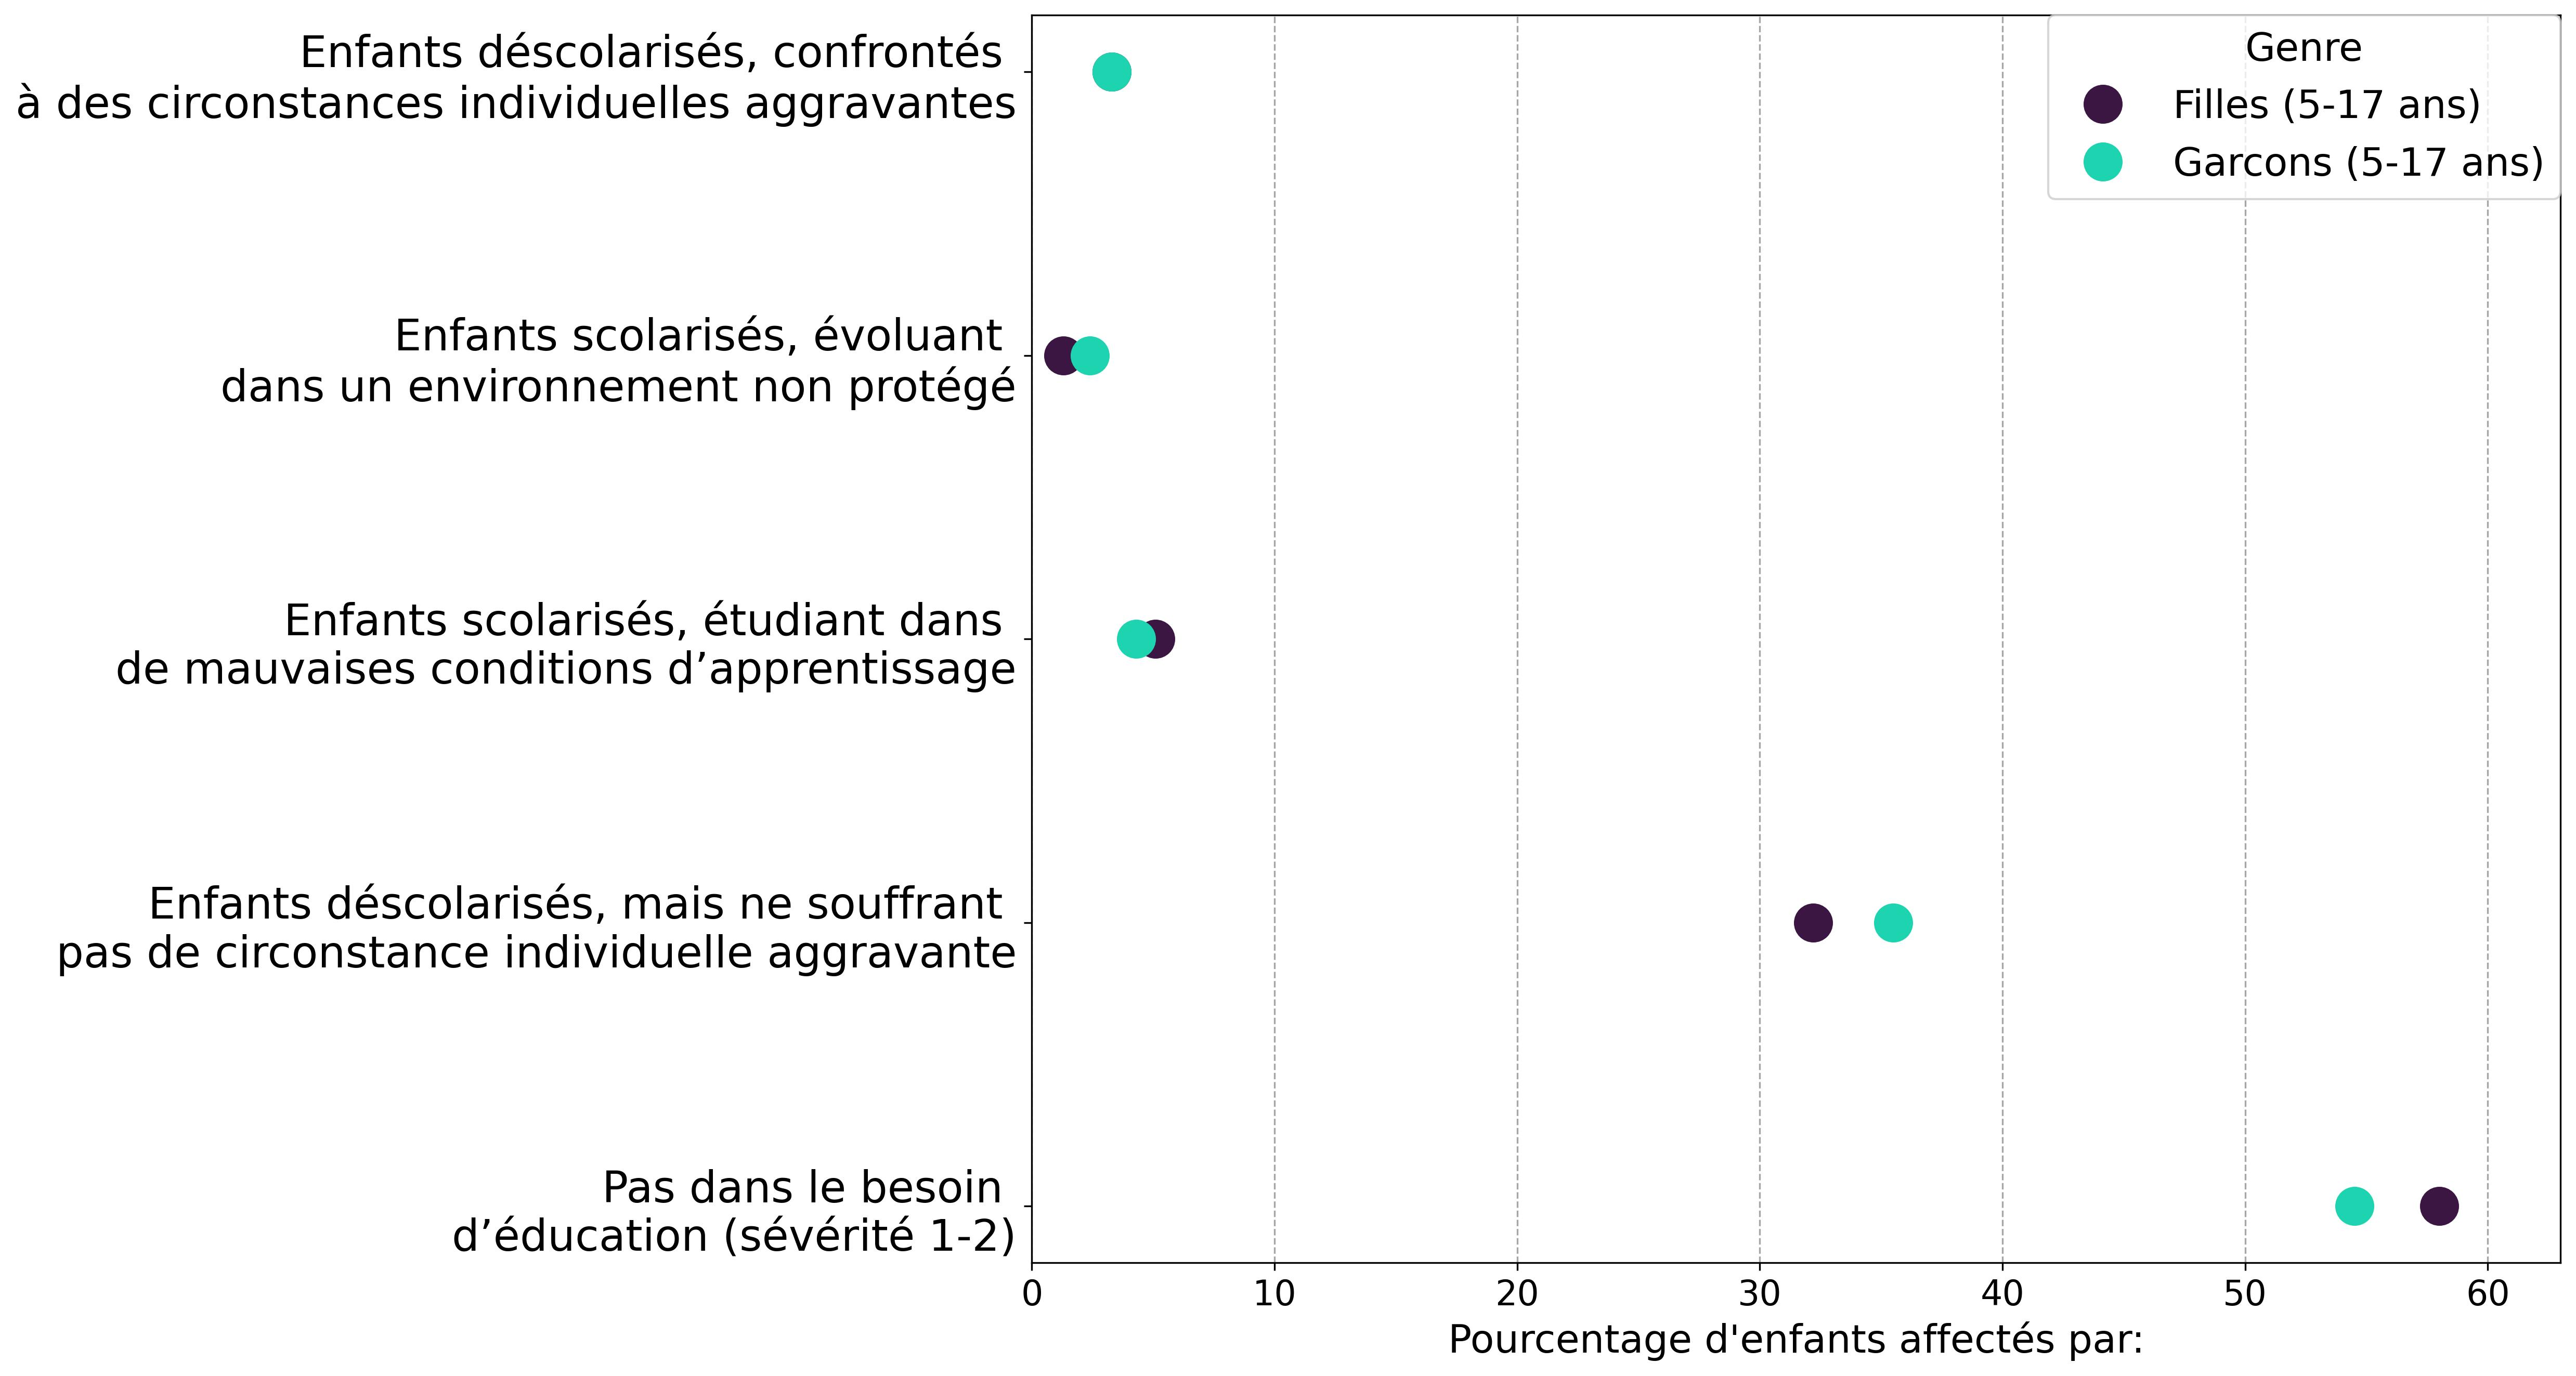 Enfants déscolarisés, confrontés
à des circonstances individuelles aggravantes
Enfants scolarisés, évoluant
dans un environnement non protégé
Enfants scolarisés, étudiant dans
de mauvaises conditions d’apprentissage
Enfants déscolarisés, mais ne souffrant
pas de circonstance individuelle aggravante
Pas dans le besoin
d’éducation (sévérité 1-2)
Genre
Filles (5-17 ans)
Garcons (5-17 ans)
0 10 20 30 40 50 60
Pourcentage d'enfants affectés par: